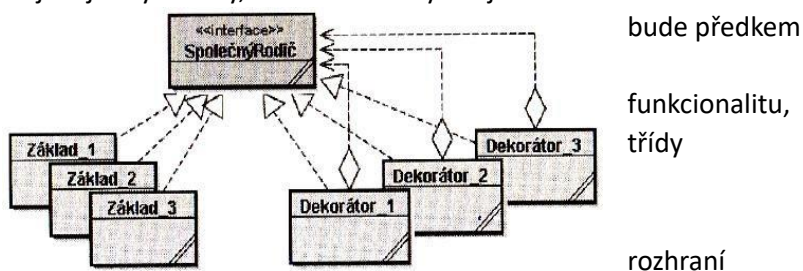 bude předkem
«interface»
SpolečnýRodič
funkcionalitu,
třídy
Základ_1
Základ_2
Základ_3
Dekorátor_1
Dekorátor_2
Dekorátor_3
rozhraní